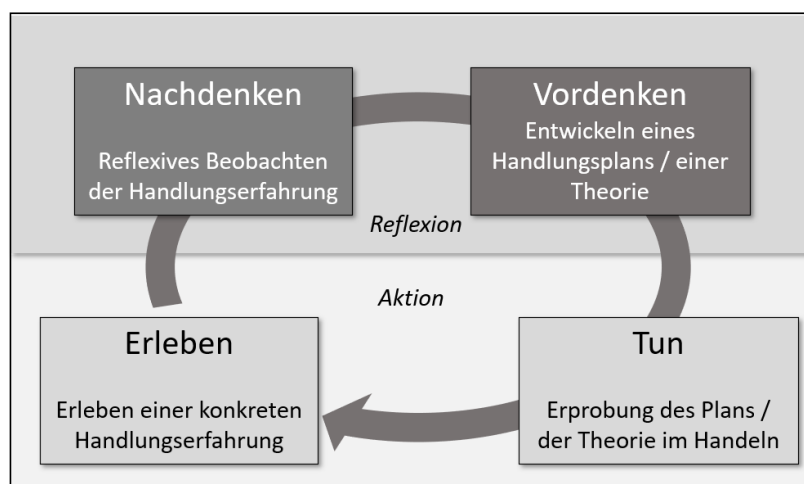 Nachdenken
Reflexives Beobachten
der Handlungserfahrung
Vordenken
Entwickeln eines
Handlungsplans / einer
Theorie
Reflexion
Aktion
Erleben
Erleben einer konkreten
Handlungserfahrung
Tun
Erprobung des Plans /
der Theorie im Handeln